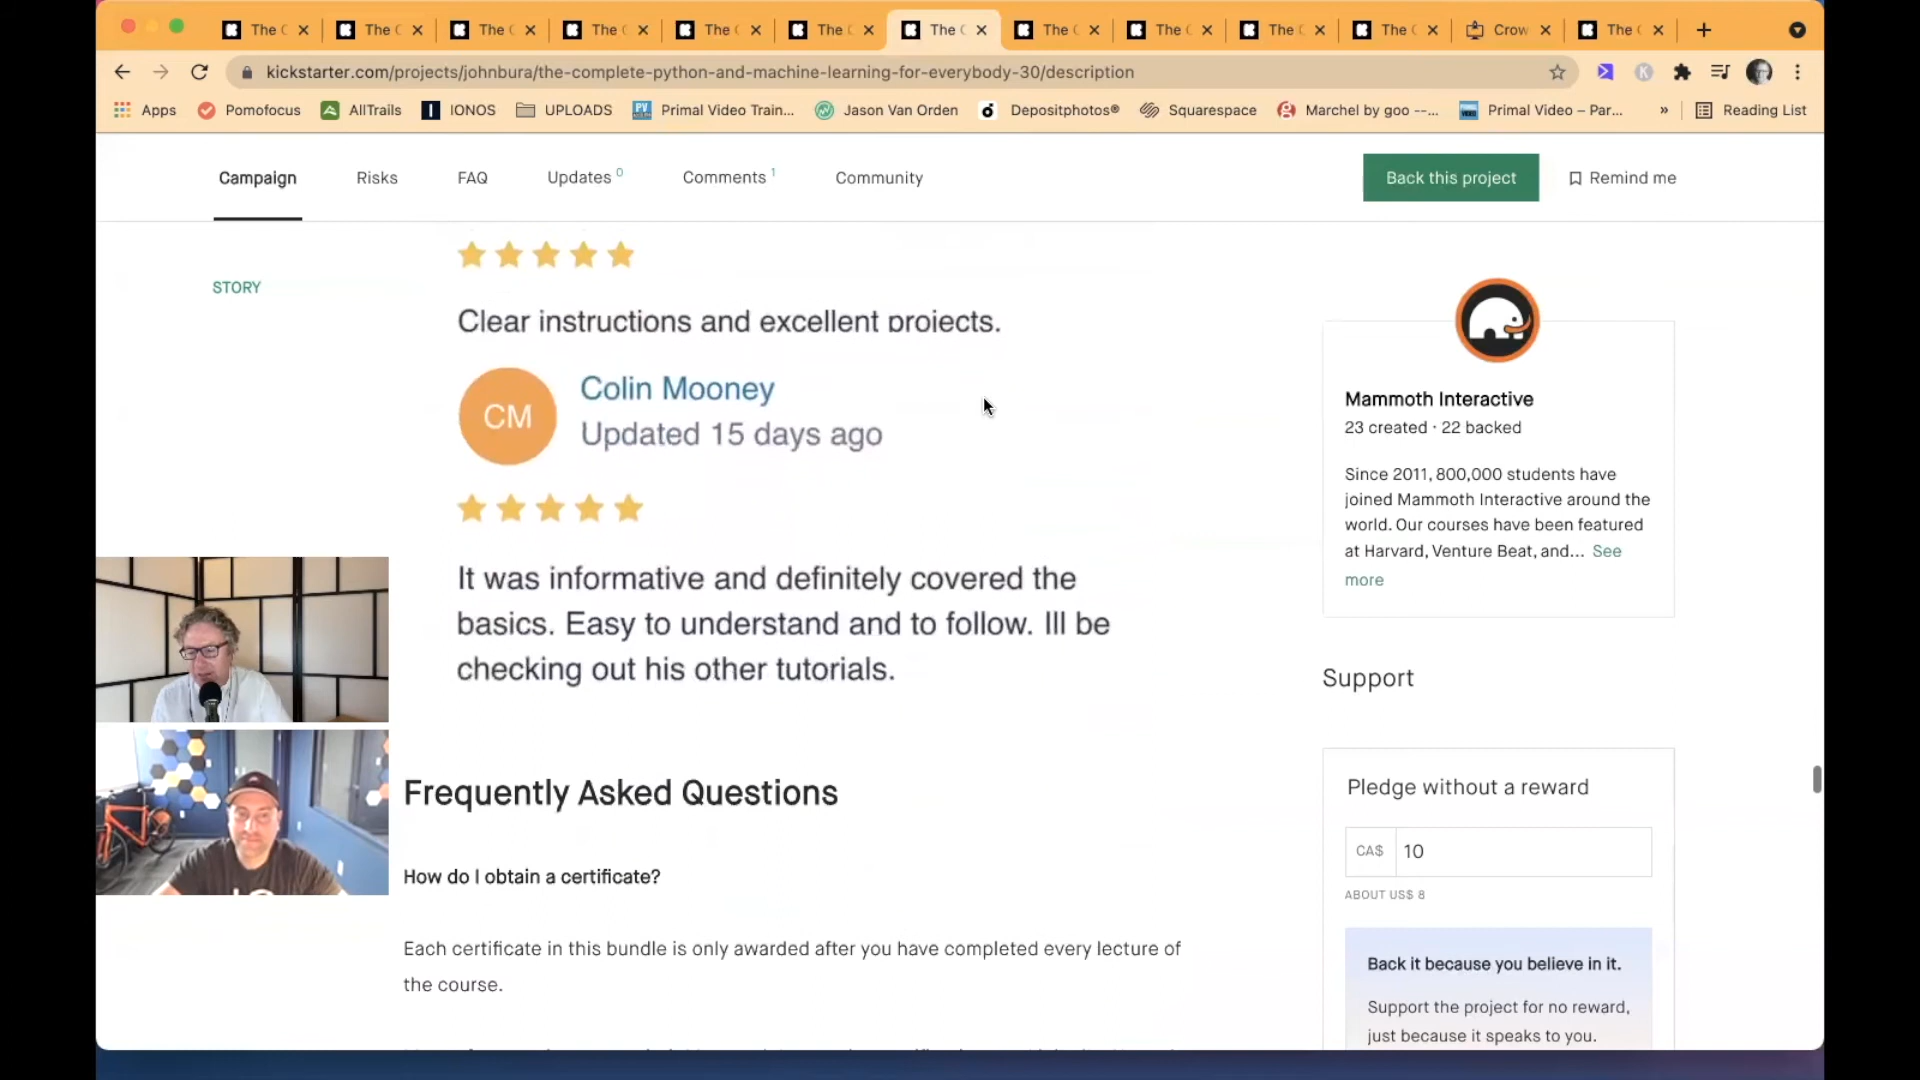 The C
The C
The C
The C
The C
The C
The C
The C
The C
The C
The C
Crow
The C
kickstarter.com/projects/johnbura/the-complete-python-and-machine-learning-for-everybody-30/description
Apps
Pomofocus
AllTrails
IONOS
UPLOADS
Primal Video Train...
Jason Van Orden
Depositphotos®
Squarespace
Marchel by goo --...
Primal Video – Par...
»
Reading List
Campaign
Risks
FAQ
Updates 0
Comments 1
Community
Back this project
Remind me
STORY
Clear instructions and excellent projects.
CM
Colin Mooney
Updated 15 days ago
It was informative and definitely covered the
basics. Easy to understand and to follow. Ill be
checking out his other tutorials.
Frequently Asked Questions
How do I obtain a certificate?
Each certificate in this bundle is only awarded after you have completed every lecture of
the course.
Mammoth Interactive
23 created · 22 backed
Since 2011, 800,000 students have
joined Mammoth Interactive around the
world. Our courses have been featured
at Harvard, Venture Beat, and... See
more
Support
Pledge without a reward
CA$ 10
ABOUT US$ 8
Back it because you believe in it.
Support the project for no reward,
just because it speaks to you.